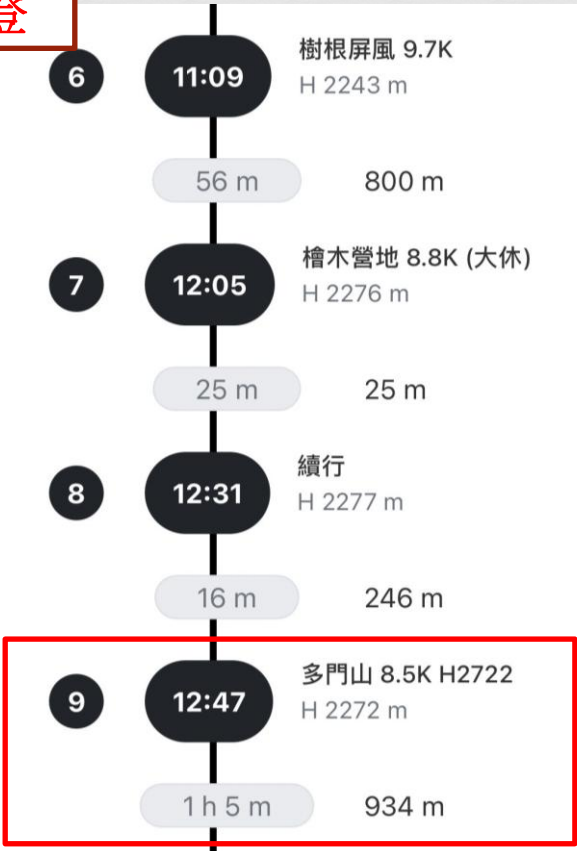 登
6
11:09
樹根屏風 9.7K
H 2243 m
56 m
800 m
7
12:05
檜木營地 8.8K (大休)
H 2276 m
25 m
25 m
8
12:31
續行
H 2277 m
16 m
246 m
9
12:47
多門山 8.5K H2722
H 2272 m
1 h 5 m
934 m